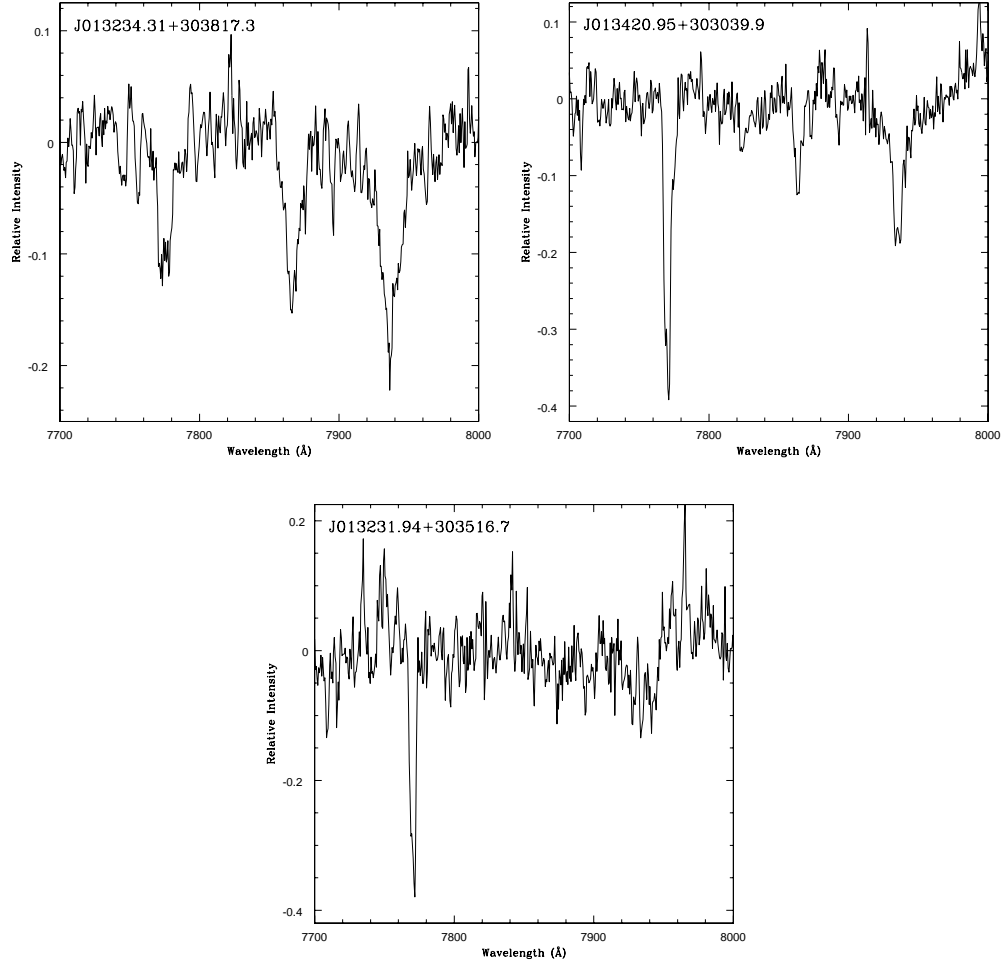 J013234.31+303817.3
0.1
0
-0.1
-0.2
Relative Intensity
7700 7800 7900 8000
Wavelength (Å)
J013420.95+303039.9
0.1
0
-0.1
-0.2
-0.3
-0.4
Relative Intensity
7700 7800 7900 8000
Wavelength (Å)
J013231.94+303516.7
0.2
0
-0.2
-0.4
Relative Intensity
7700 7800 7900 8000
Wavelength (Å)